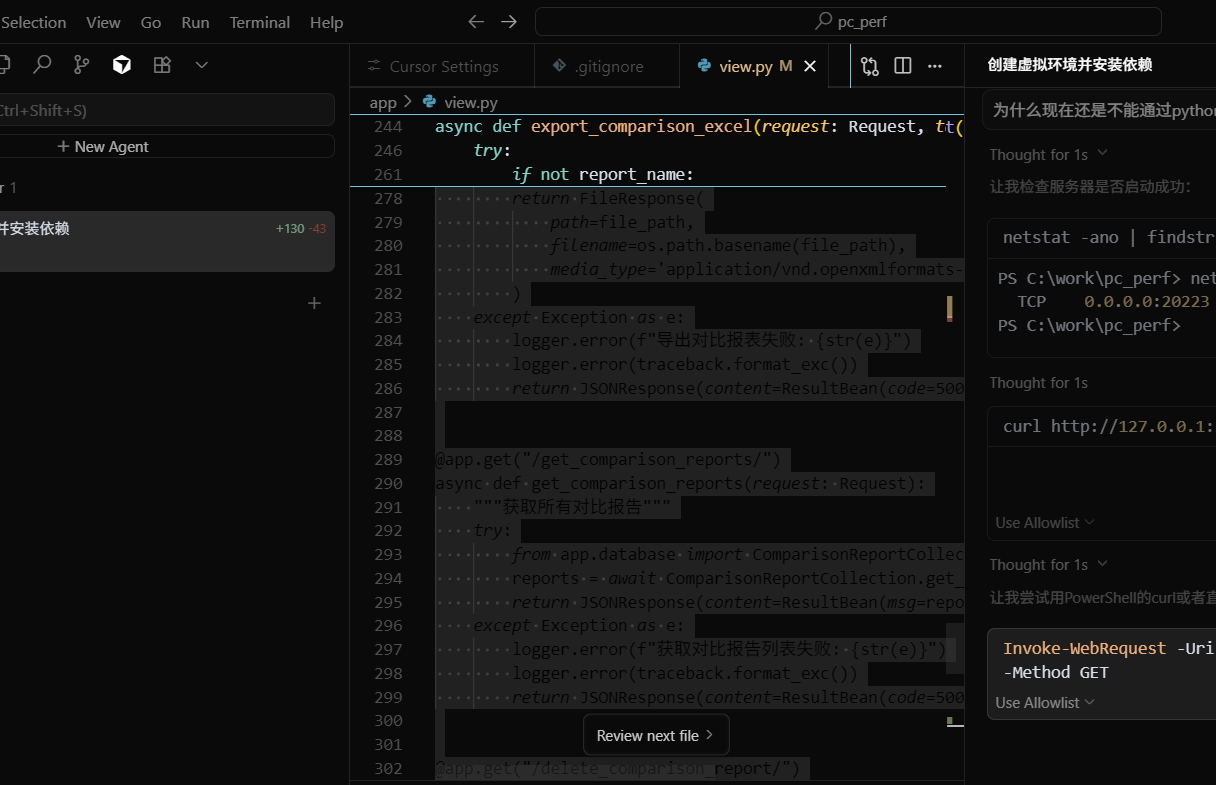 Selection View Go Run Terminal Help
pc_perf
Cursor Settings
.gitignore
view.py M
创建虚拟环境并安装依赖
Ctrl+Shift+S)
New Agent
r 1
并安装依赖
+130 -43
app > view.py
244 async def export_comparison_excel(request: Request, tt(
246 try:
261 if not report_name:
278 return FileResponse(
279 path=file_path,
280 filename=os.path.basename(file_path),
281 media_type='application/vnd.openxmlformats-
282 )
283 except Exception as e:
284 logger.error(f"导出对比报表失败: {str(e)}")
285 logger.error(traceback.format_exc())
286 return JSONResponse(content=ResultBean(code=500
287
288
289 @app.get("/get_comparison_reports/")
290 async def get_comparison_reports(request: Request):
291 """获取所有对比报告"""
292 try:
293 from app.database import ComparisonReportCollec
294 reports = await ComparisonReportCollection.get_
295 return JSONResponse(content=ResultBean(msg=repo
296 except Exception as e:
297 logger.error(f"获取对比报告列表失败: {str(e)}")
298 logger.error(traceback.format_exc())
299 return JSONResponse(content=ResultBean(code=500
300
301
302 @app.get("/delete_comparison_report/")
Review next file >
为什么现在还是不能通过python
Thought for 1s
让我检查服务器是否启动成功:
netstat -ano | findstr
PS C:\work\pc_perf> net
TCP 0.0.0.0:20223
PS C:\work\pc_perf>
Thought for 1s
curl http://127.0.0.1:
Use Allowlist
Thought for 1s
让我尝试用PowerShell的curl或者直
Invoke-WebRequest -Uri
-Method GET
Use Allowlist